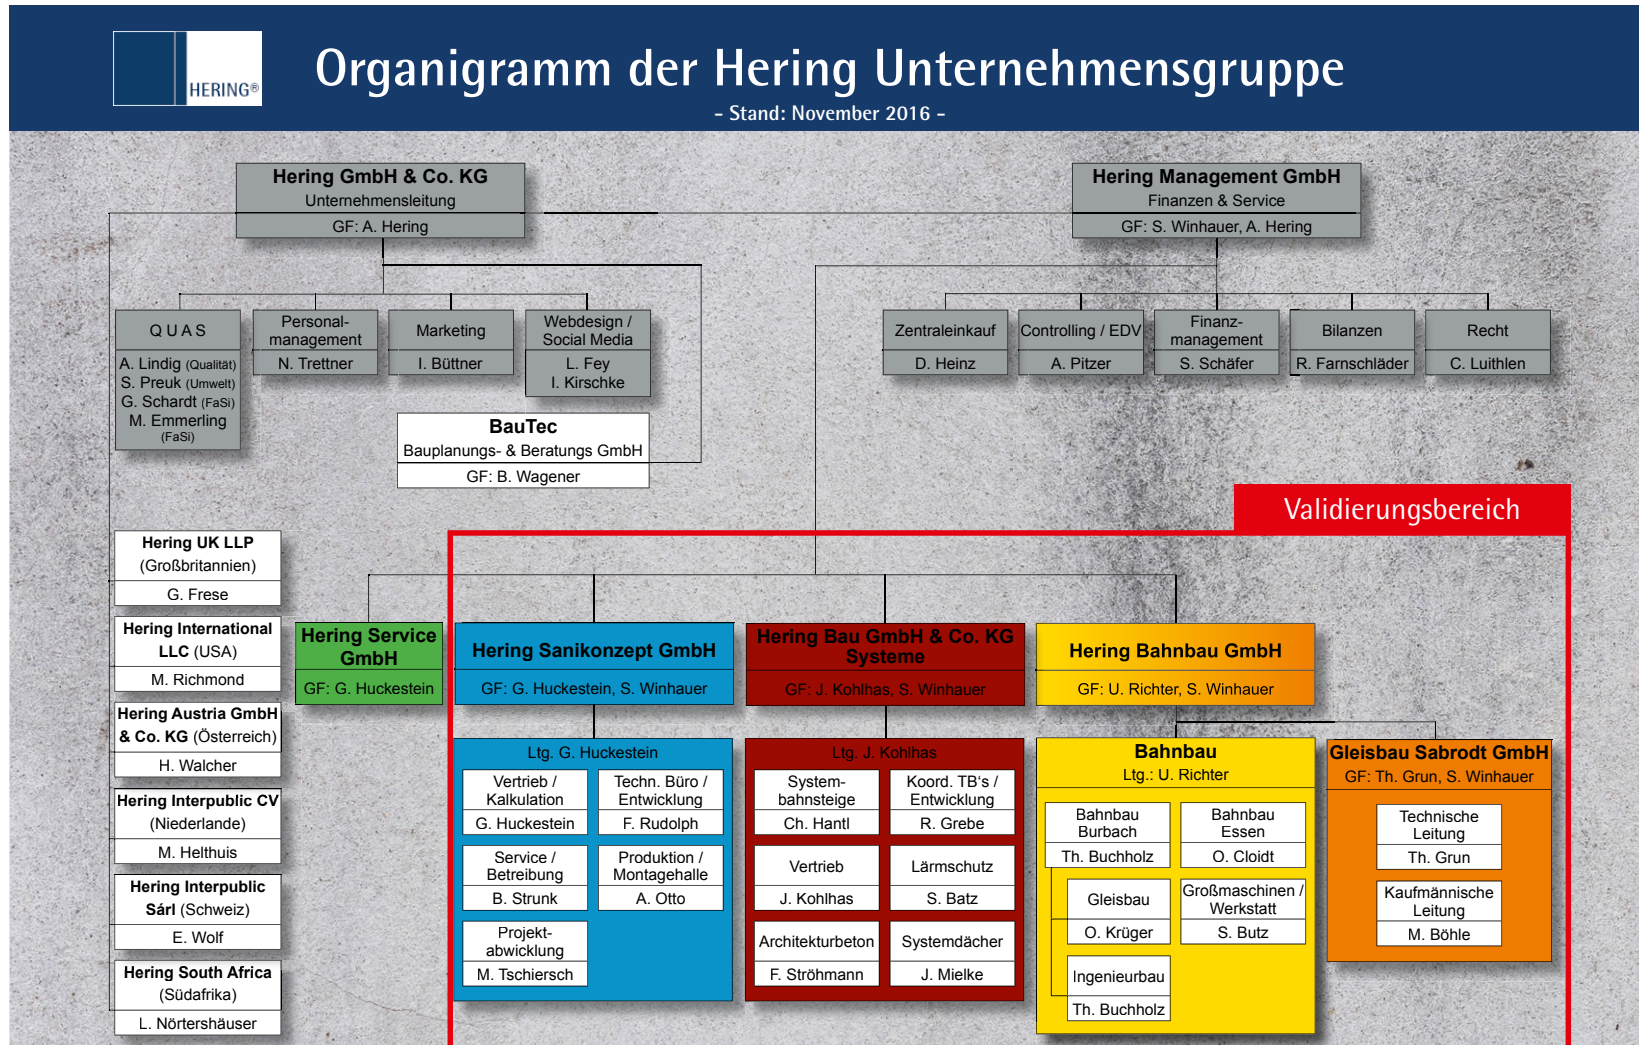 HERING®
Organigramm der Hering Unternehmensgruppe
- Stand: November 2016 -
Hering GmbH & Co. KG
Unternehmensleitung
GF: A. Hering
Hering Management GmbH
Finanzen & Service
GF: S. Winhauer, A. Hering
Q U A S
A. Lindig (Qualität)
S. Preuk (Umwelt)
G. Schardt (FaSi)
M. Emmerling
(FaSi)
Personal-
management
N. Trettner
Marketing
I. Büttner
Webdesign /
Social Media
L. Fey
I. Kirschke
Zentraleinkauf
D. Heinz
Controlling / EDV
A. Pitzer
Finanz-
management
S. Schäfer
Bilanzen
R. Farnschläder
Recht
C. Luithlen
BauTec
Bauplanungs- & Beratungs GmbH
GF: B. Wagener
Validierungsbereich
Hering UK LLP
(Großbritannien)
G. Frese
Hering International
LLC (USA)
M. Richmond
Hering Austria GmbH
& Co. KG (Österreich)
H. Walcher
Hering Interpublic CV
(Niederlande)
M. Helthuis
Hering Interpublic
Sárl (Schweiz)
E. Wolf
Hering South Africa
(Südafrika)
L. Nörtershäuser
Hering Service
GmbH
GF: G. Huckestein
Hering Sanikonzept GmbH
GF: G. Huckestein, S. Winhauer
Ltg. G. Huckestein
Vertrieb /
Kalkulation
G. Huckestein
Techn. Büro /
Entwicklung
F. Rudolph
Service /
Betreibung
B. Strunk
Produktion /
Montagehalle
A. Otto
Projekt-
abwicklung
M. Tschiersch
Hering Bau GmbH & Co. KG
Systeme
GF: J. Kohlhas, S. Winhauer
Ltg. J. Kohlhas
System-
bahnsteige
Ch. Hantl
Koord. TB's /
Entwicklung
R. Grebe
Vertrieb
J. Kohlhas
Lärmschutz
S. Batz
Architekturbeton
F. Ströhmann
Systemdächer
J. Mielke
Hering Bahnbau GmbH
GF: U. Richter, S. Winhauer
Bahnbau
Ltg.: U. Richter
Bahnbau
Burbach
Th. Buchholz
Bahnbau
Essen
O. Cloidt
Gleisbau
O. Krüger
Großmaschinen /
Werkstatt
S. Butz
Ingenieurbau
Th. Buchholz
Gleisbau Sabrodt GmbH
GF: Th. Grun, S. Winhauer
Technische
Leitung
Th. Grun
Kaufmännische
Leitung
M. Böhle